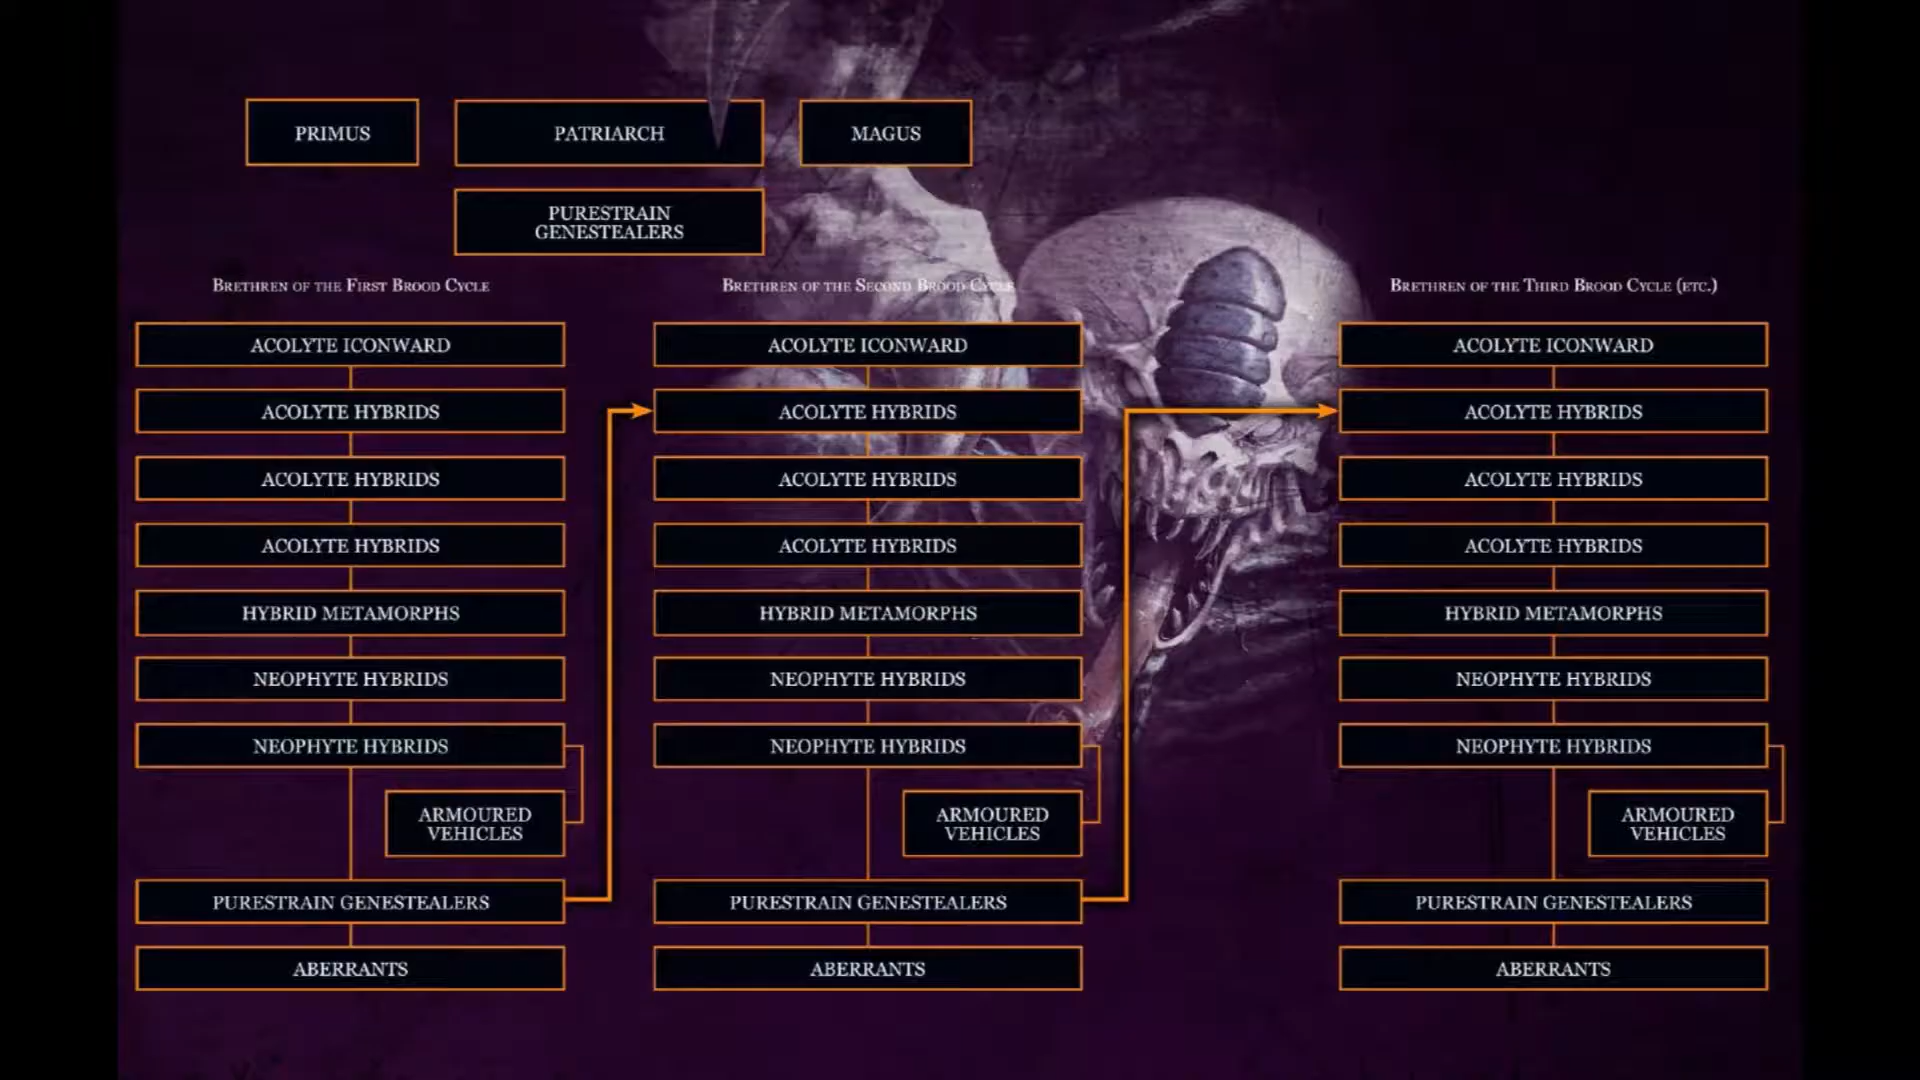 PRIMUS
PATRIARCH
MAGUS
PURESTRAIN
GENESTEALERS
BRETHREN OF THE FIRST BROOD CYCLE
ACOLYTE ICONWARD
ACOLYTE HYBRIDS
ACOLYTE HYBRIDS
ACOLYTE HYBRIDS
HYBRID METAMORPHS
NEOPHYTE HYBRIDS
NEOPHYTE HYBRIDS
ARMOURED
VEHICLES
PURESTRAIN GENESTEALERS
ABERRANTS
BRETHREN OF THE SECOND BROOD CYCLE
ACOLYTE ICONWARD
ACOLYTE HYBRIDS
ACOLYTE HYBRIDS
ACOLYTE HYBRIDS
HYBRID METAMORPHS
NEOPHYTE HYBRIDS
NEOPHYTE HYBRIDS
ARMOURED
VEHICLES
PURESTRAIN GENESTEALERS
ABERRANTS
BRETHREN OF THE THIRD BROOD CYCLE (ETC.)
ACOLYTE ICONWARD
ACOLYTE HYBRIDS
ACOLYTE HYBRIDS
ACOLYTE HYBRIDS
HYBRID METAMORPHS
NEOPHYTE HYBRIDS
NEOPHYTE HYBRIDS
ARMOURED
VEHICLES
PURESTRAIN GENESTEALERS
ABERRANTS